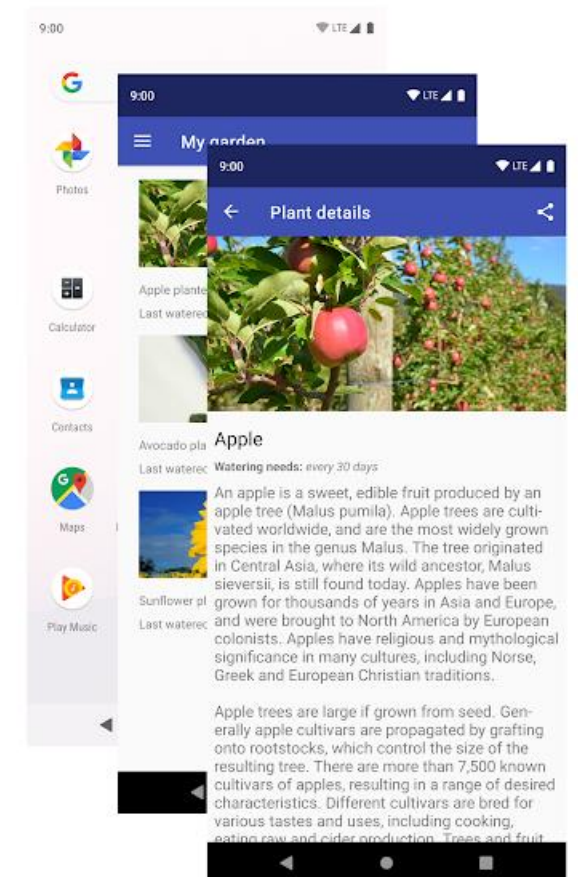 9:00
LTE
Photos
Calculator
Contacts
Maps
Play Music
9:00
LTE
My garden
Apple plante
Last watered
Avocado pla
Last watered
Sunflower pl
Last watered
9:00
LTE
Plant details
Apple
Watering needs: every 30 days
An apple is a sweet, edible fruit produced by an
apple tree (Malus pumila). Apple trees are culti-
vated worldwide, and are the most widely grown
species in the genus Malus. The tree originated
in Central Asia, where its wild ancestor, Malus
sieversii, is still found today. Apples have been
grown for thousands of years in Asia and Europe,
and were brought to North America by European
colonists. Apples have religious and mythological
significance in many cultures, including Norse,
Greek and European Christian traditions.
Apple trees are large if grown from seed. Gen-
erally apple cultivars are propagated by grafting
onto rootstocks, which control the size of the
resulting tree. There are more than 7,500 known
cultivars of apples, resulting in a range of desired
characteristics. Different cultivars are bred for
various tastes and uses, including cooking,
eating raw and cider production. Trees and fruit